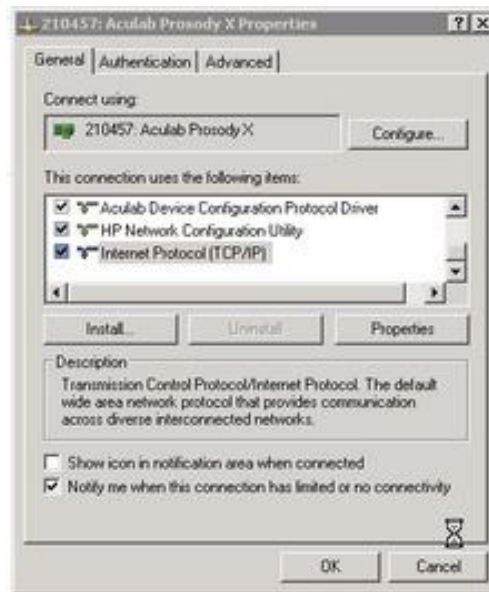 210457: Aculab Prosody X Properties
General
Authentication
Advanced
Connect using:
210457: Aculab Prosody X
Configure...
This connection uses the following items:
Aculab Device Configuration Protocol Driver
HP Network Configuration Utility
Internet Protocol (TCP/IP)
Install...
Uninstall
Properties
Description
Transmission Control Protocol/Internet Protocol. The default
wide area network protocol that provides communication
across diverse interconnected networks.
Show icon in notification area when connected
Notify me when this connection has limited or no connectivity
OK
Cancel